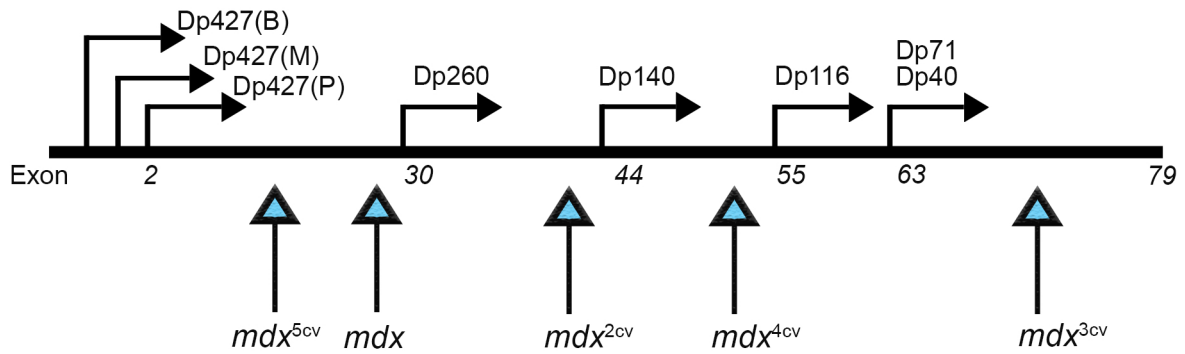 Dp427(B)
Dp427(M)
Dp427(P)
Dp260
Dp140
Dp116
Dp71
Dp40
Exon 2 30 44 55 63 79
mdx5cv mdx mdx2cv mdx4cv mdx3cv